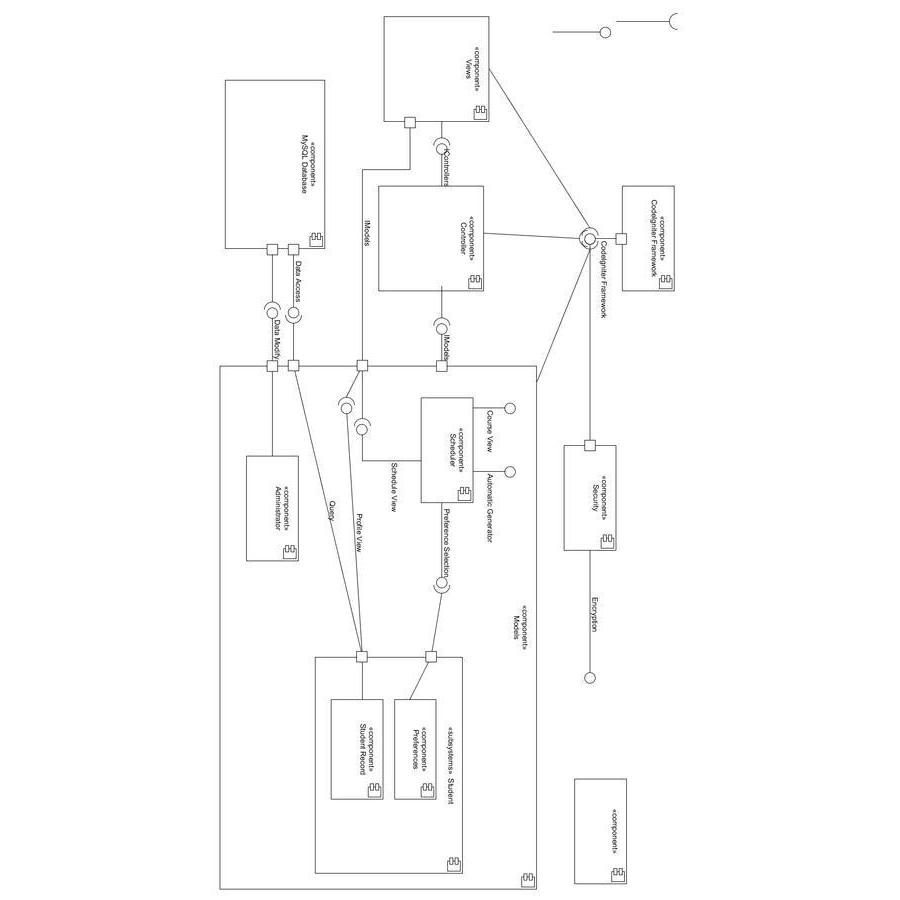 «component»
CodeIgniter Framework
CodeIgniter Framework
«component»
Security
Encryption
«component»
«component»
Views
IControllers
«component»
Controller
IModels
IModels
«component»
MySQL Database
Data Access
Data Modify
«component»
Models
Course View
Automatic Generator
«component»
Scheduler
Preference Selection
Schedule View
Profile View
Query
«component»
Administrator
«subsystems» Student
«component»
Preferences
«component»
Student Record